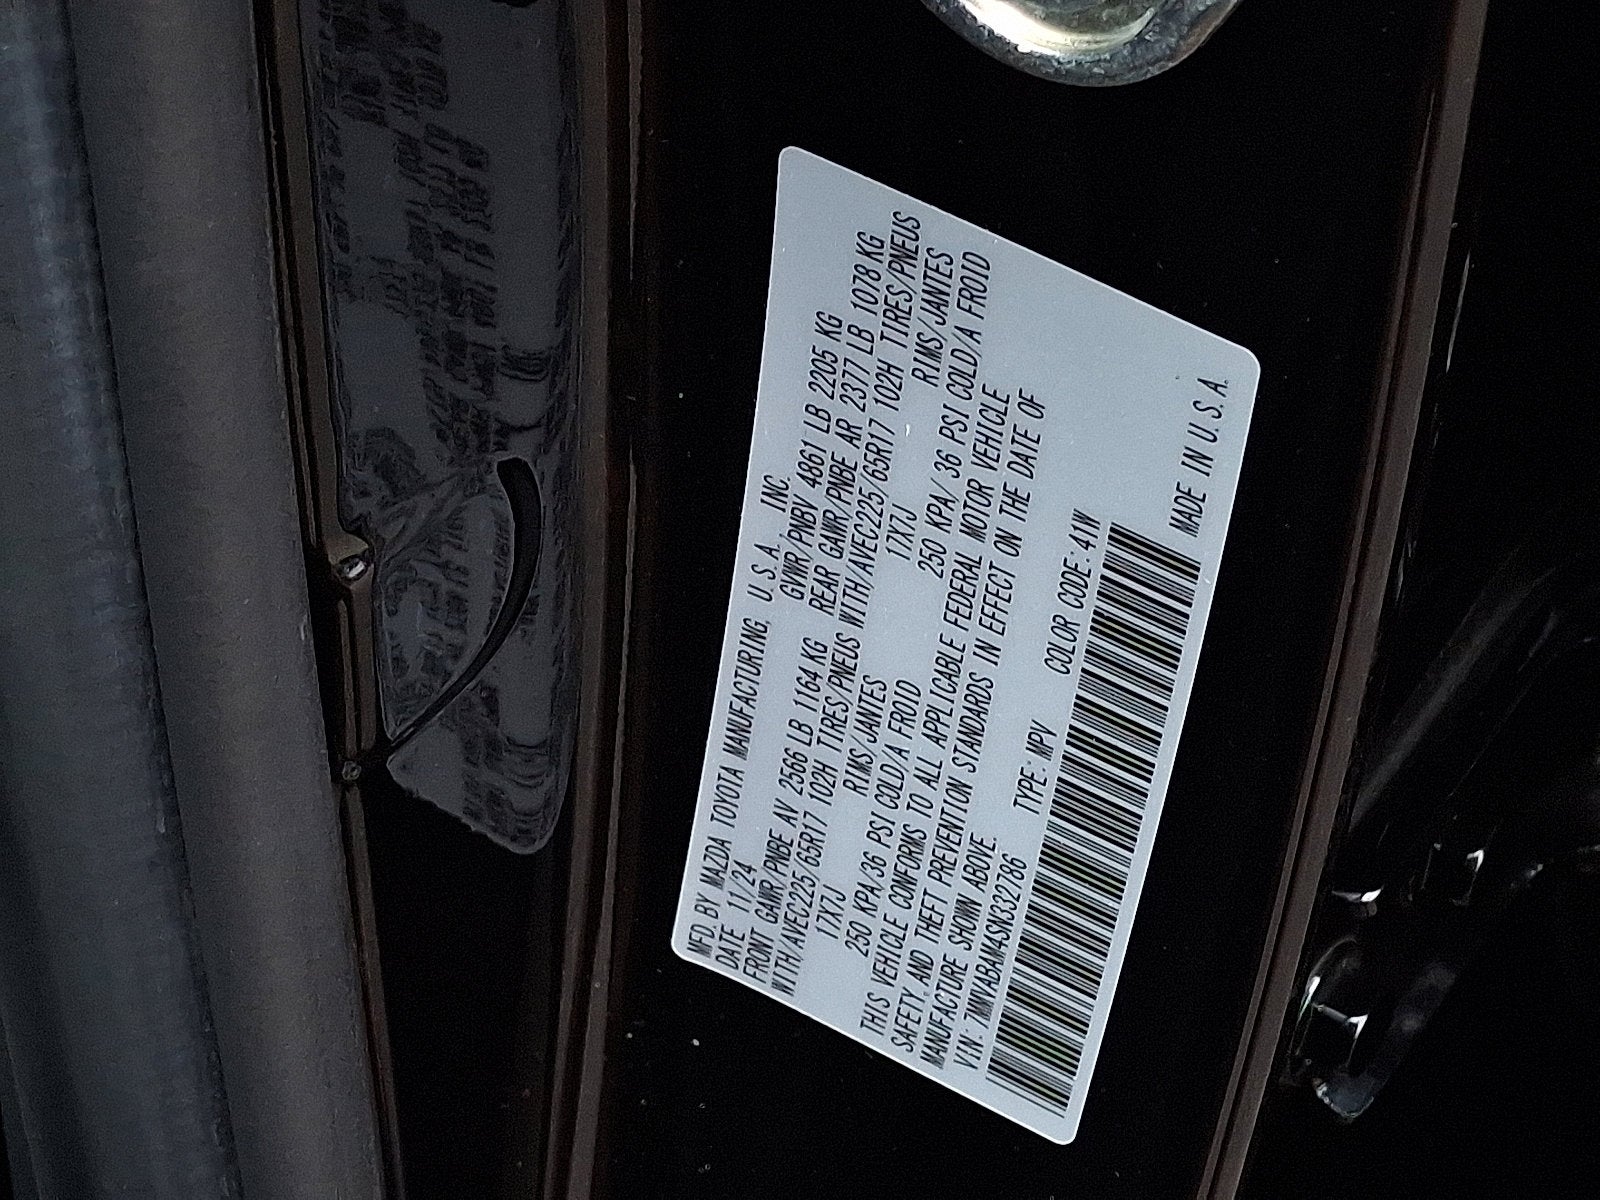 MFD. BY MAZDA TOYOTA MANUFACTURING, U.S.A. INC.
DATE 11/24 GVWR/PNBV 4861 LB 2205 KG
FRONT GAWR/PNBE AV 2566 LB 1164 KG REAR GAWR/PNBE AR 2377 LB 1078 KG
WITH/AVEC225/65R17 102H TIRES/PNEUS WITH/AVEC225/65R17 102H TIRES/PNEUS
17X7J RIMS/JANTES 17X7J RIMS/JANTES
250 KPA/36 PSI COLD/A FROID 250 KPA/ 36 PSI COLD/A FROID
THIS VEHICLE CONFORMS TO ALL APPLICABLE FEDERAL MOTOR VEHICLE
SAFETY, AND THEFT PREVENTION STANDARDS IN EFFECT ON THE DATE OF
MANUFACTURE SHOWN ABOVE.
VIN: 7MMVABAM4SN332786 TYPE: MPV COLOR CODE: 41W
MADE IN U.S.A.